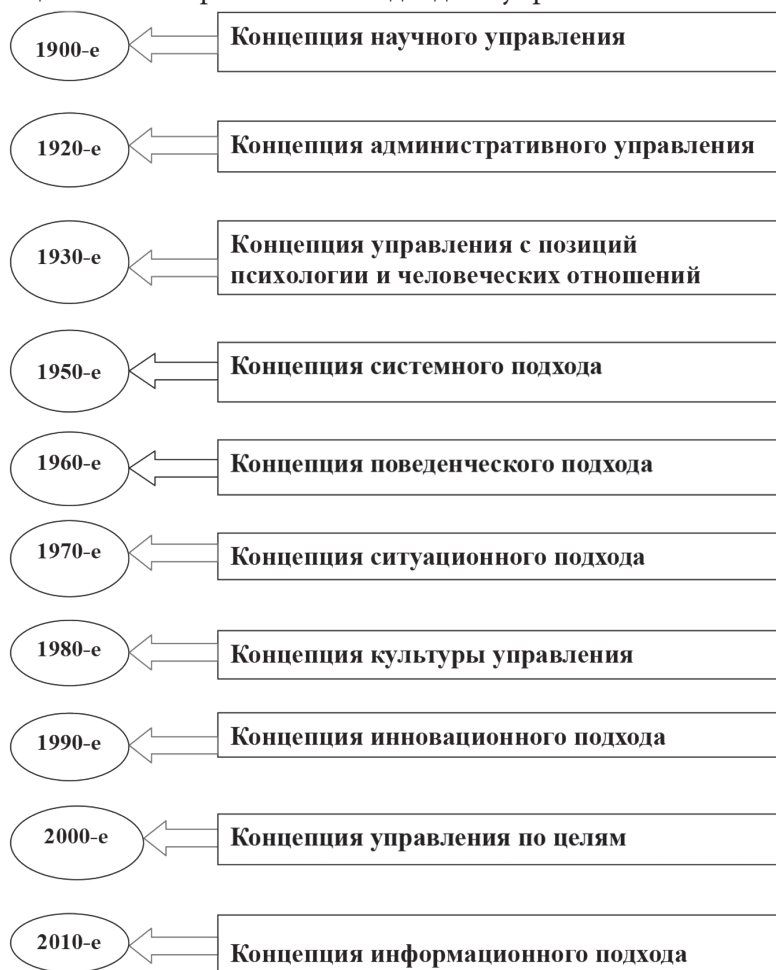 1900-е
Концепция научного управления
1920-е
Концепция административного управления
1930-е
Концепция управления с позиций
психологии и человеческих отношений
1950-е
Концепция системного подхода
1960-е
Концепция поведенческого подхода
1970-е
Концепция ситуационного подхода
1980-е
Концепция культуры управления
1990-е
Концепция инновационного подхода
2000-е
Концепция управления по целям
2010-е
Концепция информационного подхода